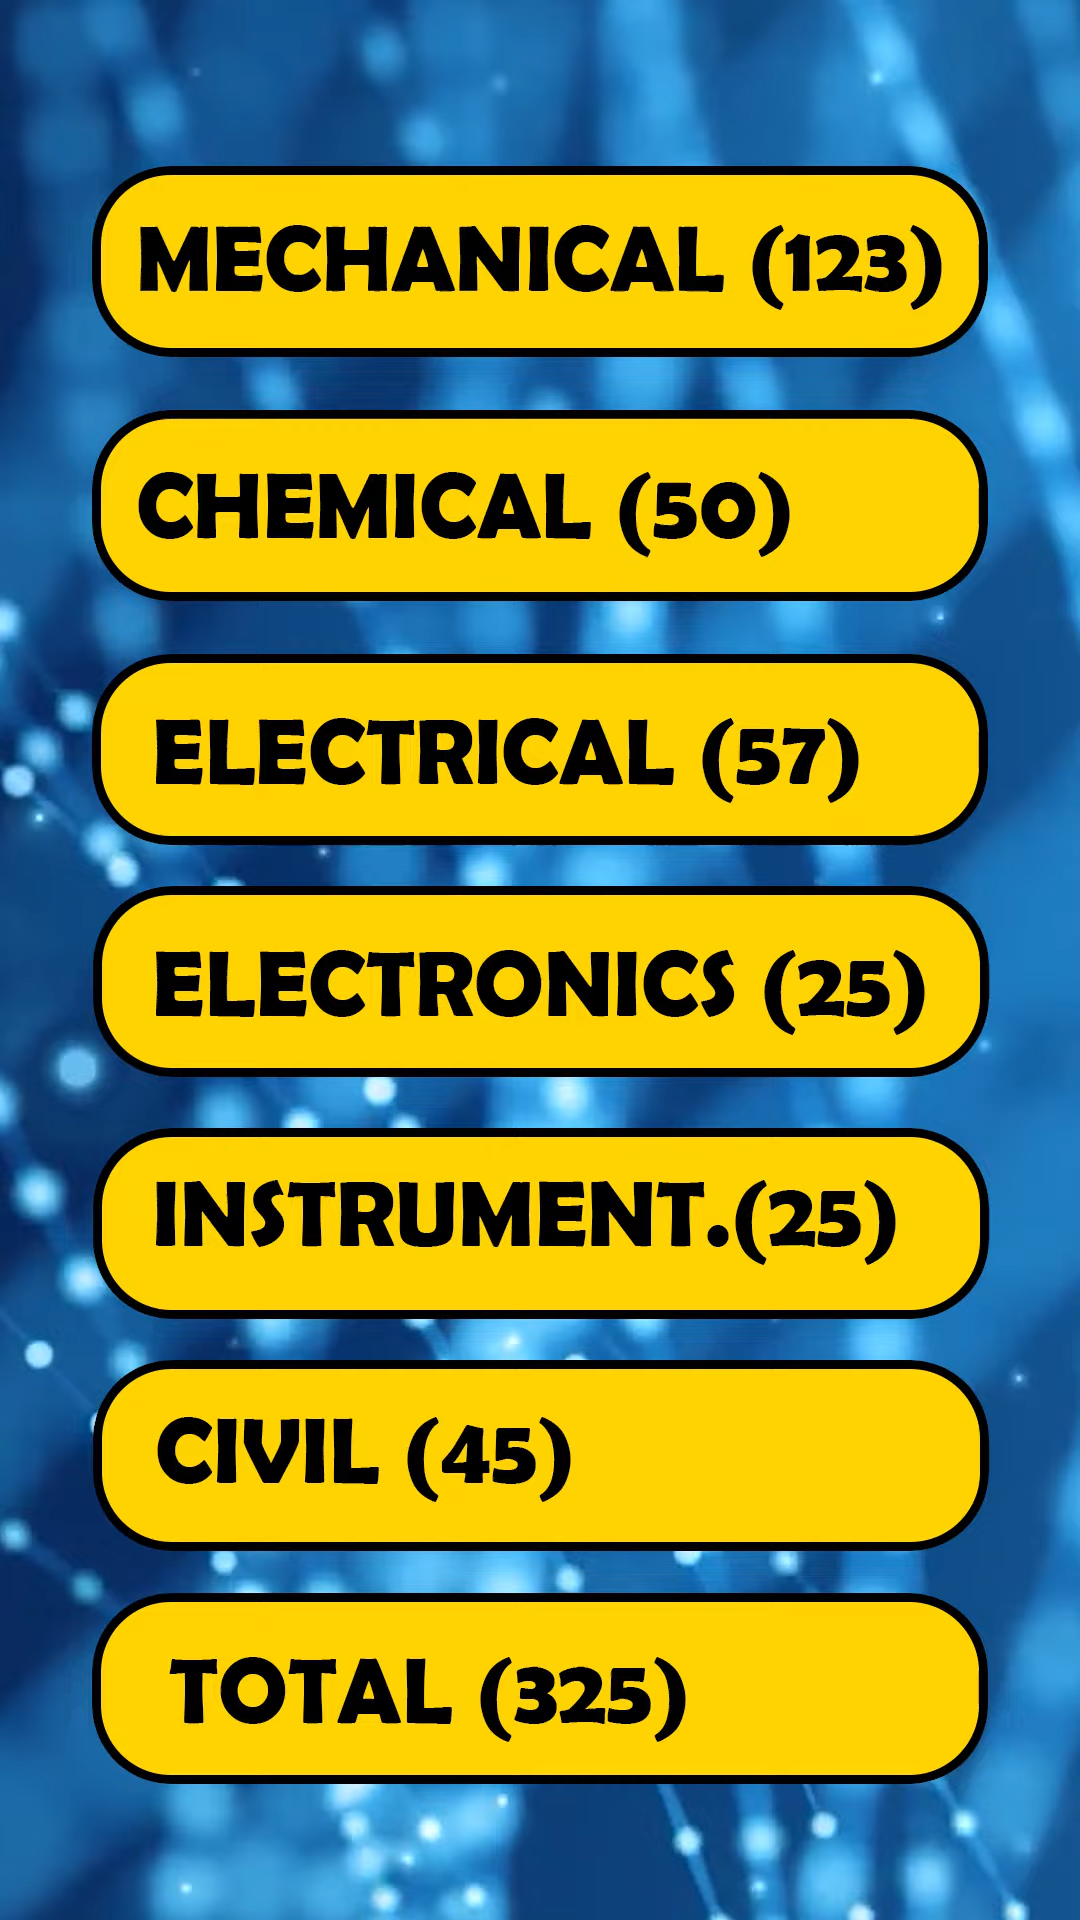 MECHANICAL (123)
CHEMICAL (50)
ELECTRICAL (57)
ELECTRONICS (25)
INSTRUMENT.(25)
CIVIL (45)
TOTAL (325)